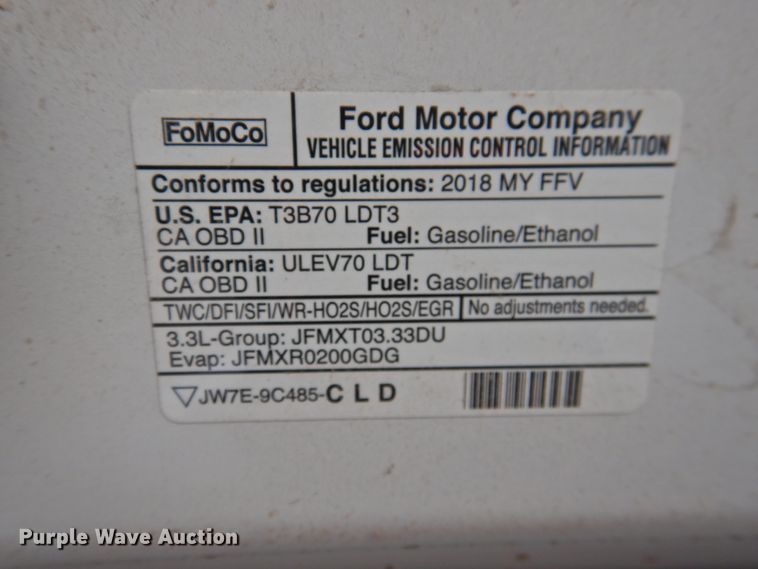 FoMoCo
Ford Motor Company
VEHICLE EMISSION CONTROL INFORMATION
Conforms to regulations: 2018 MY FFV
U.S. EPA: T3B70 LDT3
CA OBD II Fuel: Gasoline/Ethanol
California: ULEV70 LDT
CA OBD II Fuel: Gasoline/Ethanol
TWC/DFI/SFI/WR-HO2S/HO2S/EGR No adjustments needed.
3.3L-Group: JFMXT03.33DU
Evap: JFMXR0200GDG
JW7E-9C485-C L D
Purple Wave Auction